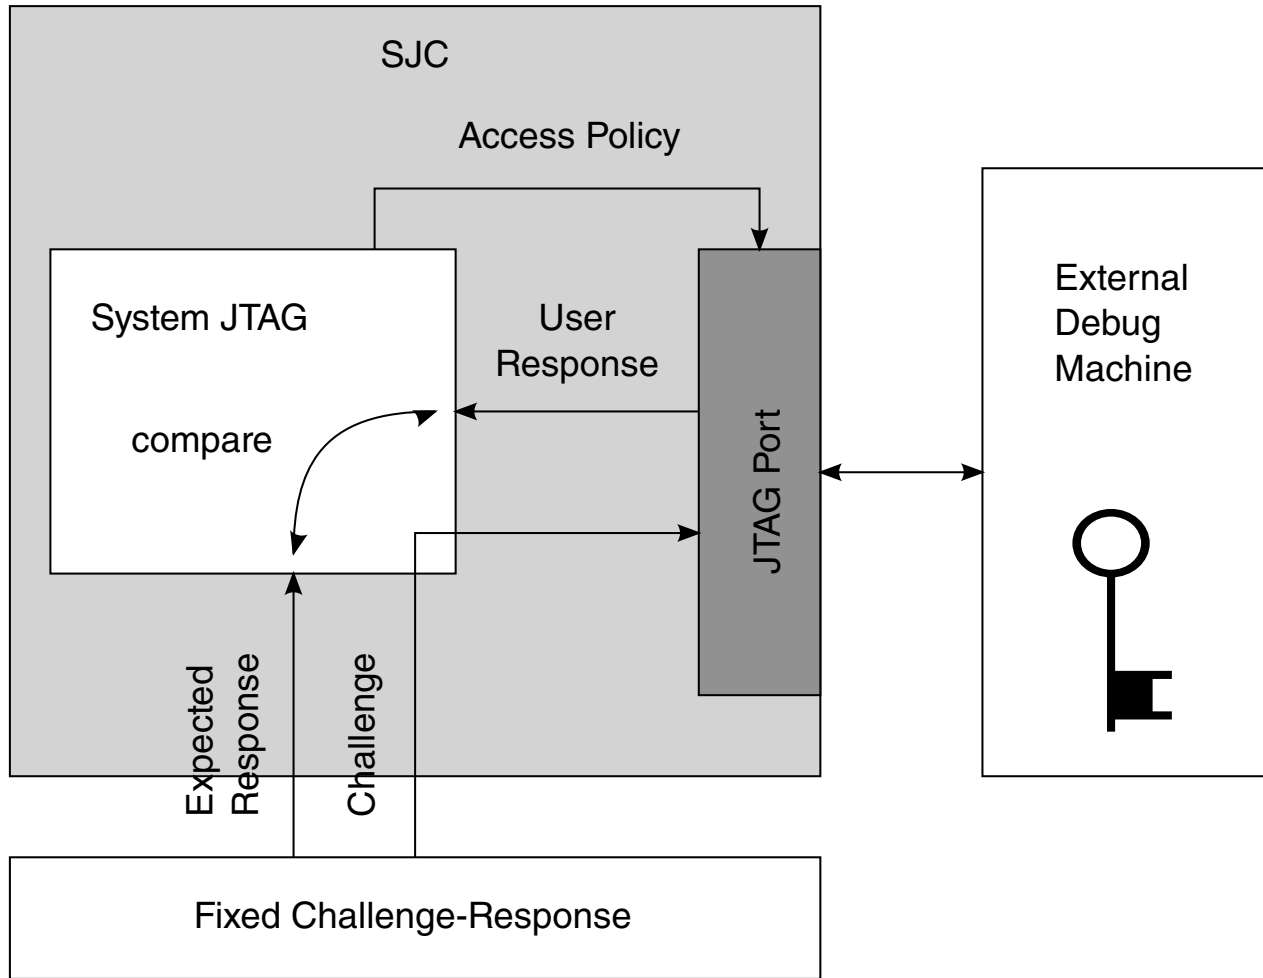 SJC
Access Policy
System JTAG
User
Response
External
Debug
Machine
compare
JTAG Port
Expected
Response
Challenge
Fixed Challenge-Response